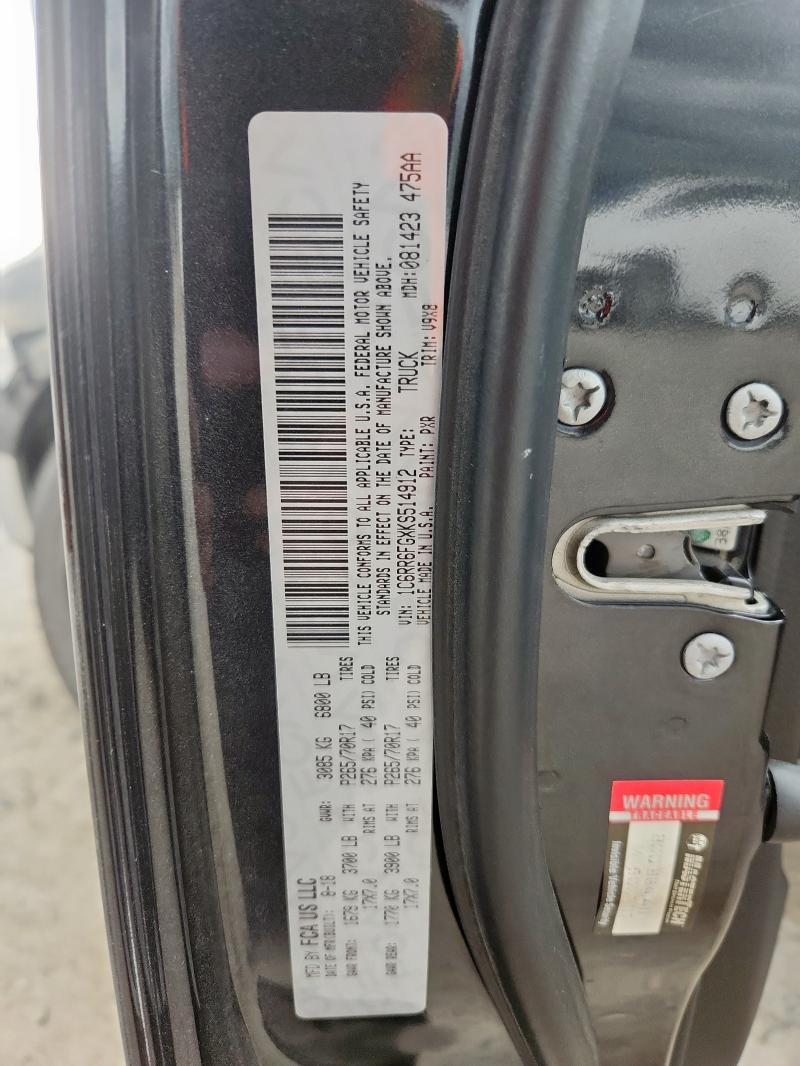 MFD BY FCA US LLC
DATE OF MFR(BUILT): 8-18 GVWR: 3085 KG 6800 LB
GAWR FRONT: 1679 KG 3700 LB WITH P265/70R17 TIRES
17X7.0 RIMS AT 276 KPA ( 40 PSI) COLD
GAWR REAR: 1770 KG 3900 LB WITH P265/70R17 TIRES
17X7.0 RIMS AT 276 KPA ( 40 PSI) COLD
THIS VEHICLE CONFORMS TO ALL APPLICABLE U.S.A. FEDERAL MOTOR VEHICLE SAFETY
STANDARDS IN EFFECT ON THE DATE OF MANUFACTURE SHOWN ABOVE.
VIN: 1C6RR6FGXKS514912 TYPE: TRUCK MDH:081423 475AA
VEHICLE MADE IN U.S.A. PAINT: PXR TRIM: V9X8
WARNING
TRACEABLE